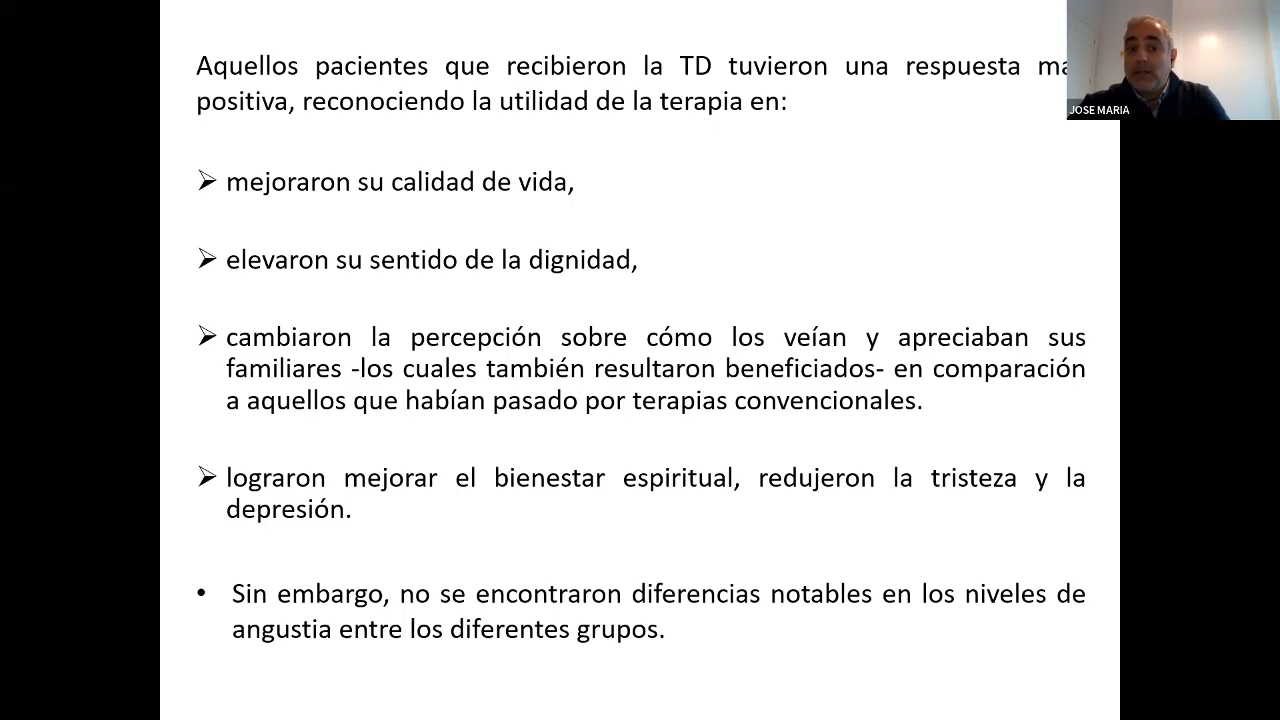 Aquellos pacientes que recibieron la TD tuvieron una respuesta
positiva, reconociendo la utilidad de la terapia en:
JOSE MARIA
➢ mejoraron su calidad de vida,
➢ elevaron su sentido de la dignidad,
➢ cambiaron la percepción sobre cómo los veían y apreciaban sus
familiares -los cuales también resultaron beneficiados- en comparación
a aquellos que habían pasado por terapias convencionales.
➢ lograron mejorar el bienestar espiritual, redujeron la tristeza y la
depresión.
• Sin embargo, no se encontraron diferencias notables en los niveles de
angustia entre los diferentes grupos.